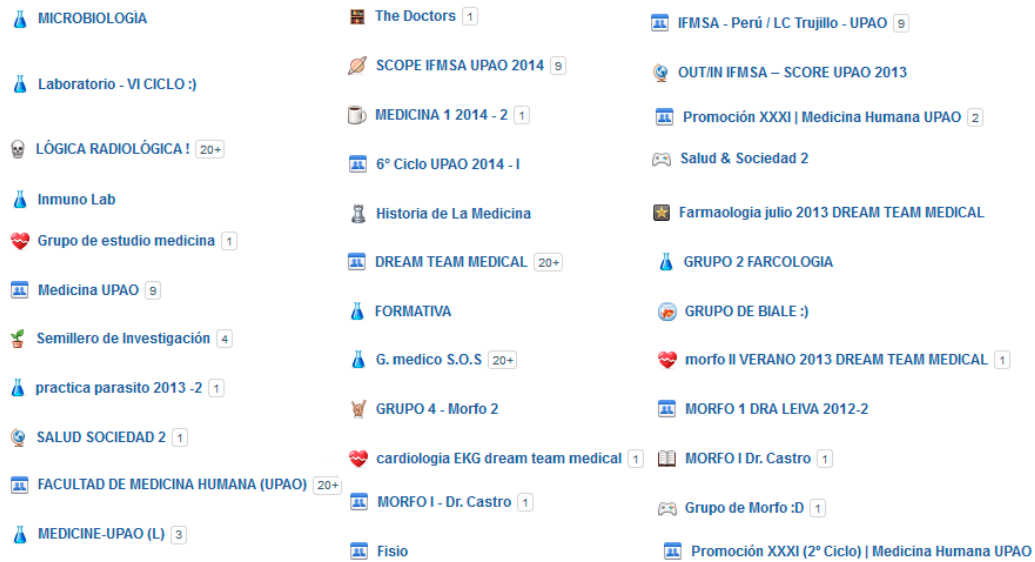 MICROBIOLOGÌA
Laboratorio - VI CICLO :)
LÓGICA RADIOLÓGICA ! 20+
Inmuno Lab
Grupo de estudio medicina 1
Medicina UPAO 9
Semillero de Investigación 4
practica parasito 2013 -2 1
SALUD SOCIEDAD 2 1
FACULTAD DE MEDICINA HUMANA (UPAO) 20+
MEDICINE-UPAO (L) 3
The Doctors 1
SCOPE IFMSA UPAO 2014 9
MEDICINA 1 2014 - 2 1
6° Ciclo UPAO 2014 - I
Historia de La Medicina
DREAM TEAM MEDICAL 20+
FORMATIVA
G. medico S.O.S 20+
GRUPO 4 - Morfo 2
cardiologia EKG dream team medical 1
MORFO I - Dr. Castro 1
Fisio
IFMSA - Perú / LC Trujillo - UPAO 9
OUT/IN IFMSA – SCORE UPAO 2013
Promoción XXXI | Medicina Humana UPAO 2
Salud & Sociedad 2
Farmaologia julio 2013 DREAM TEAM MEDICAL
GRUPO 2 FARCOLOGIA
GRUPO DE BIALE :)
morfo II VERANO 2013 DREAM TEAM MEDICAL 1
MORFO 1 DRA LEIVA 2012-2
MORFO I Dr. Castro 1
Grupo de Morfo :D 1
Promoción XXXI (2º Ciclo) | Medicina Humana UPAO